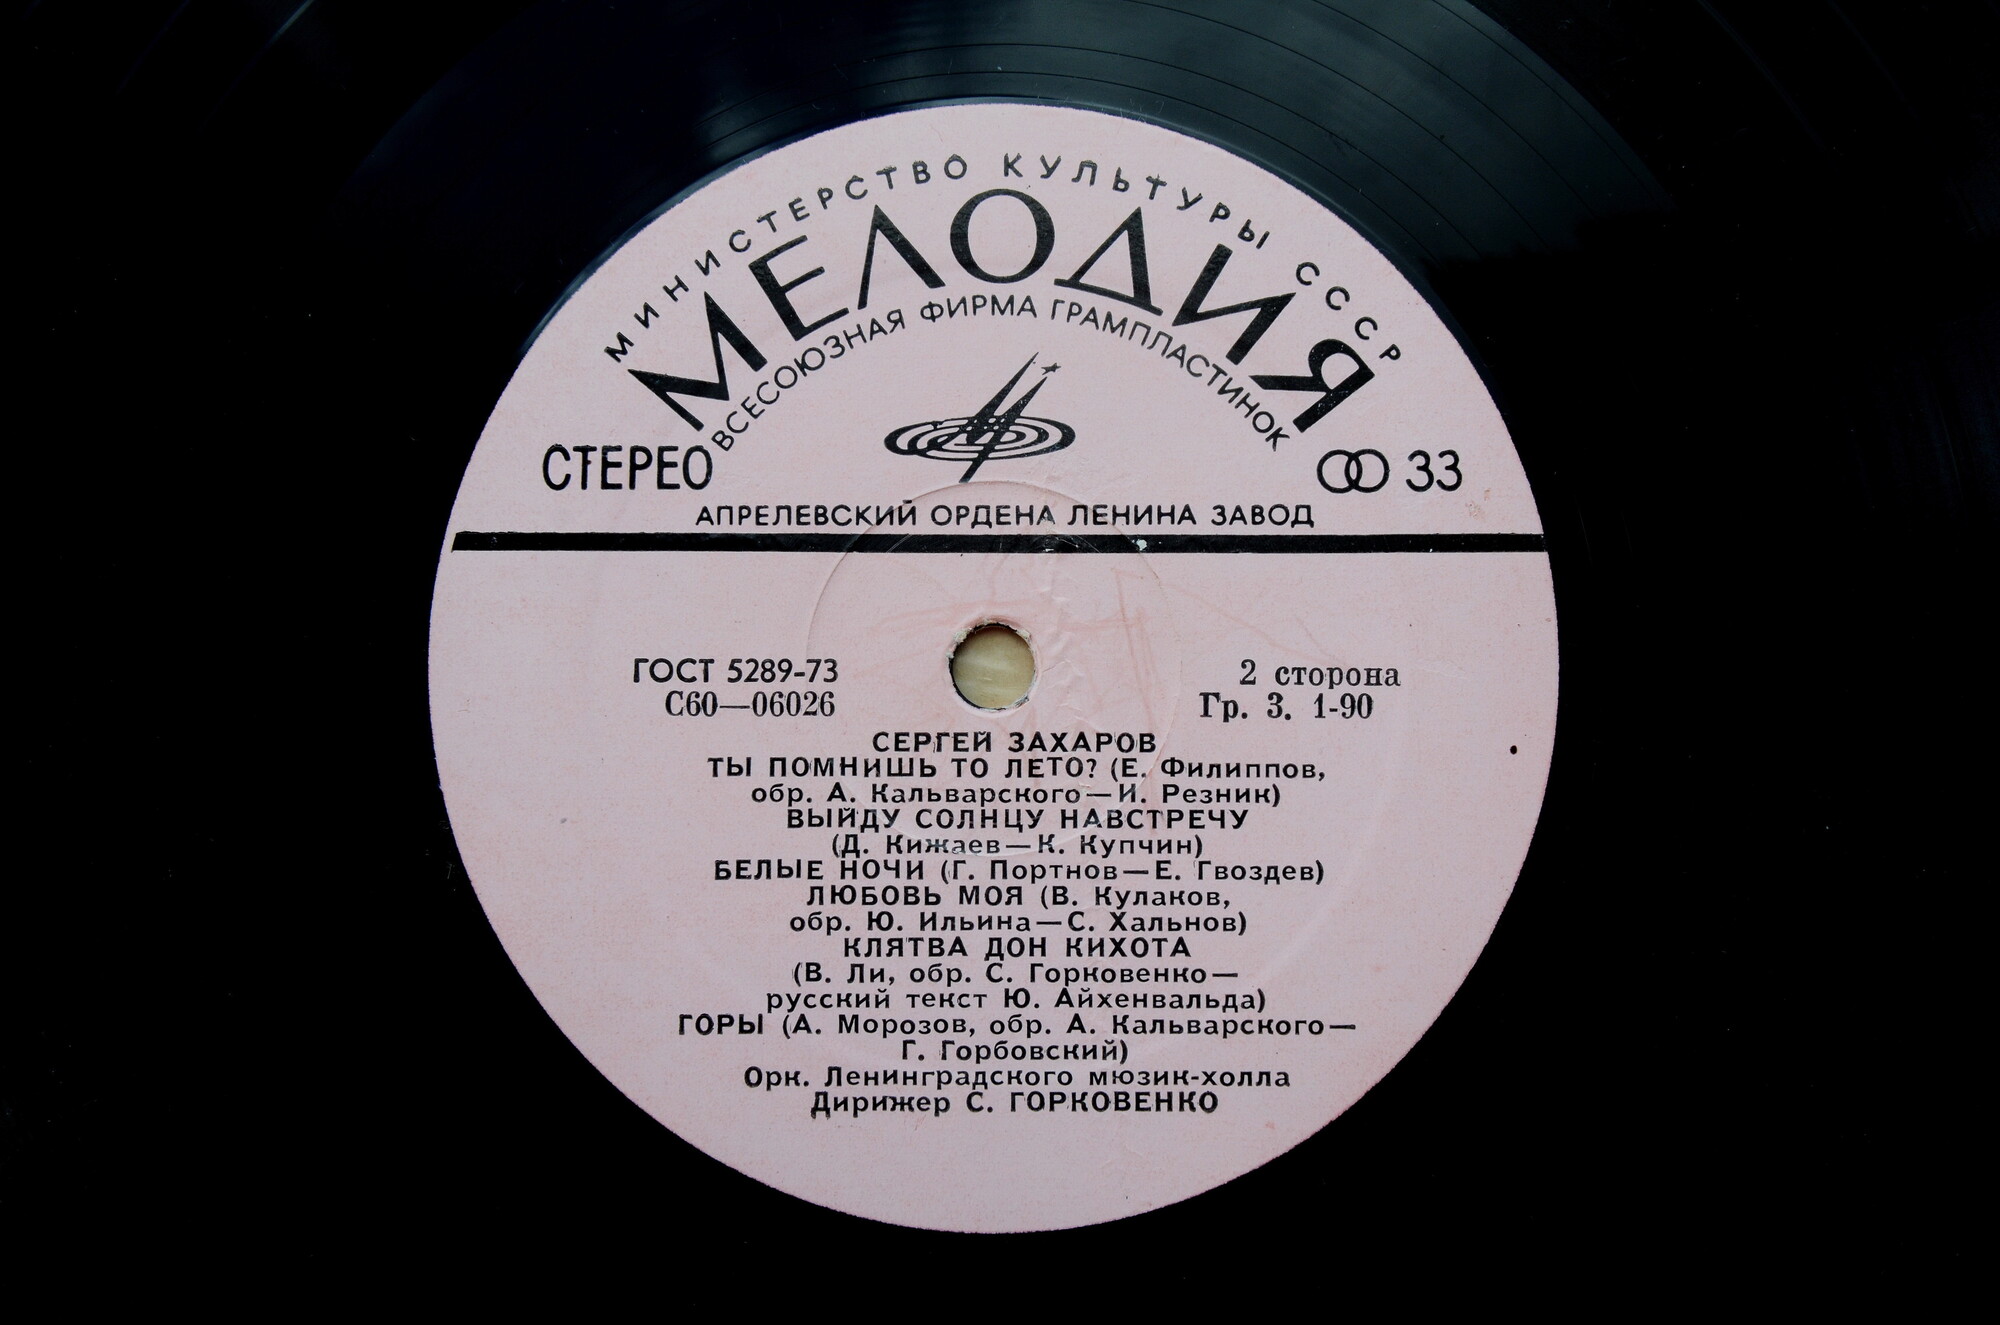 МИНИСТЕРСТВО КУЛЬТУРЫ СССР
МЕЛОДИЯ
ВСЕСОЮЗНАЯ ФИРМА ГРАМПЛАСТИНОК
СТЕРЕО
33
АПРЕЛЕВСКИЙ ОРДЕНА ЛЕНИНА ЗАВОД
ГОСТ 5289-73
С60—06026
2 сторона
Гр. 3. 1-90
СЕРГЕЙ ЗАХАРОВ
ТЫ ПОМНИШЬ ТО ЛЕТО? (Е. Филиппов,
обр. А. Кальварского—И. Резник)
ВЫЙДУ СОЛНЦУ НАВСТРЕЧУ
(Д. Кижаев—К. Купчин)
БЕЛЫЕ НОЧИ (Г. Портнов—Е. Гвоздев)
ЛЮБОВЬ МОЯ (В. Кулаков,
обр. Ю. Ильина—С. Хальнов)
КЛЯТВА ДОН КИХОТА
(В. Ли, обр. С. Горковенко—
русский текст Ю. Айхенвальда)
ГОРЫ (А. Морозов, обр. А. Кальварского—
Г. Горбовский)
Орк. Ленинградского мюзик-холла
Дирижер С. ГОРКОВЕНКО